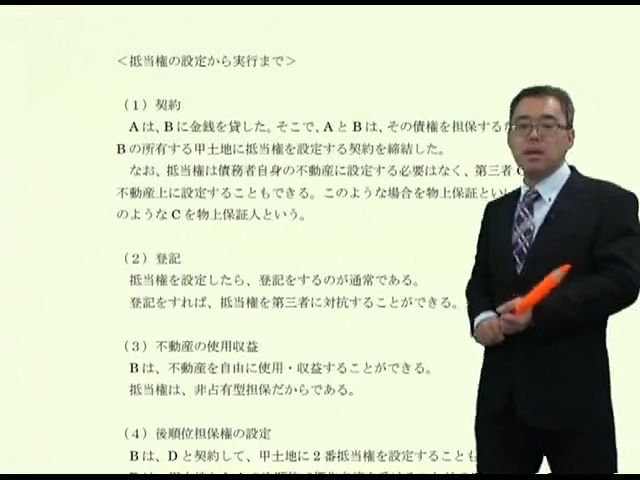 ＜抵当権の設定から実行まで＞
（1）契約
Aは、Bに金銭を貸した。そこで、AとBは、その債権を担保する
Bの所有する甲土地に抵当権を設定する契約を締結した。
なお、抵当権は債務者自身の不動産に設定する必要はなく、第三者
不動産上に設定することもできる。このような場合を物上保証とい
のようなCを物上保証人という。
（2）登記
抵当権を設定したら、登記をするのが通常である。
登記をすれば、抵当権を第三者に対抗することができる。
（3）不動産の使用収益
Bは、不動産を自由に使用・収益することができる。
抵当権は、非占有型担保だからである。
（4）後順位担保権の設定
Bは、Dと契約して、甲土地に2番抵当権を設定することも